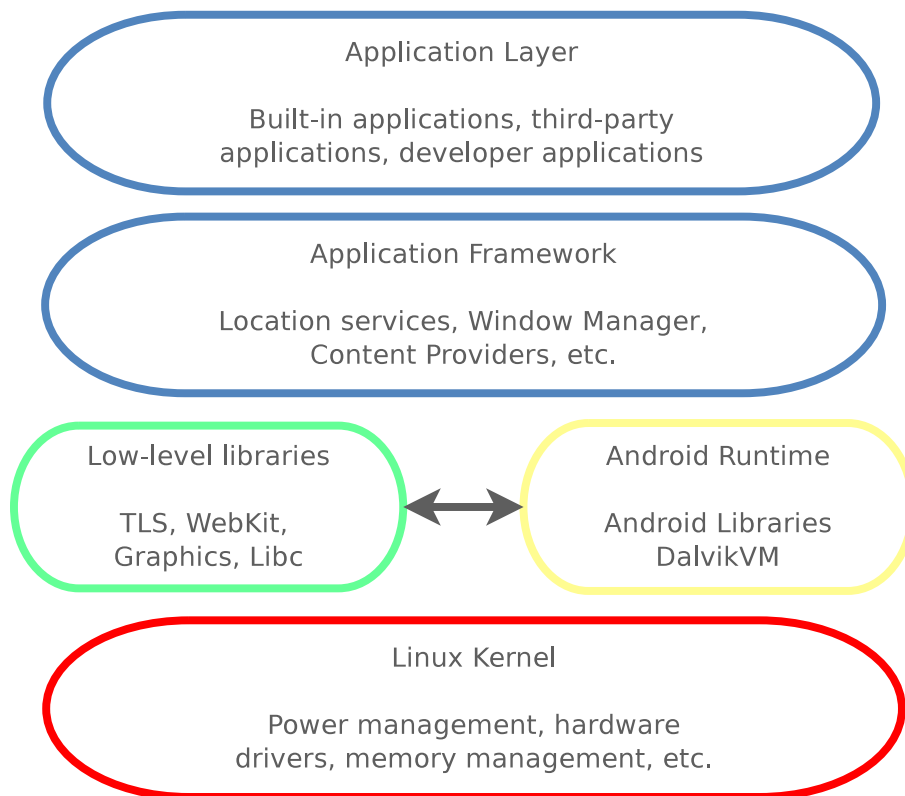 Application Layer
Built-in applications, third-party
applications, developer applications
Application Framework
Location services, Window Manager,
Content Providers, etc.
Low-level libraries
TLS, WebKit,
Graphics, Libc
Android Runtime
Android Libraries
DalvikVM
Linux Kernel
Power management, hardware
drivers, memory management, etc.